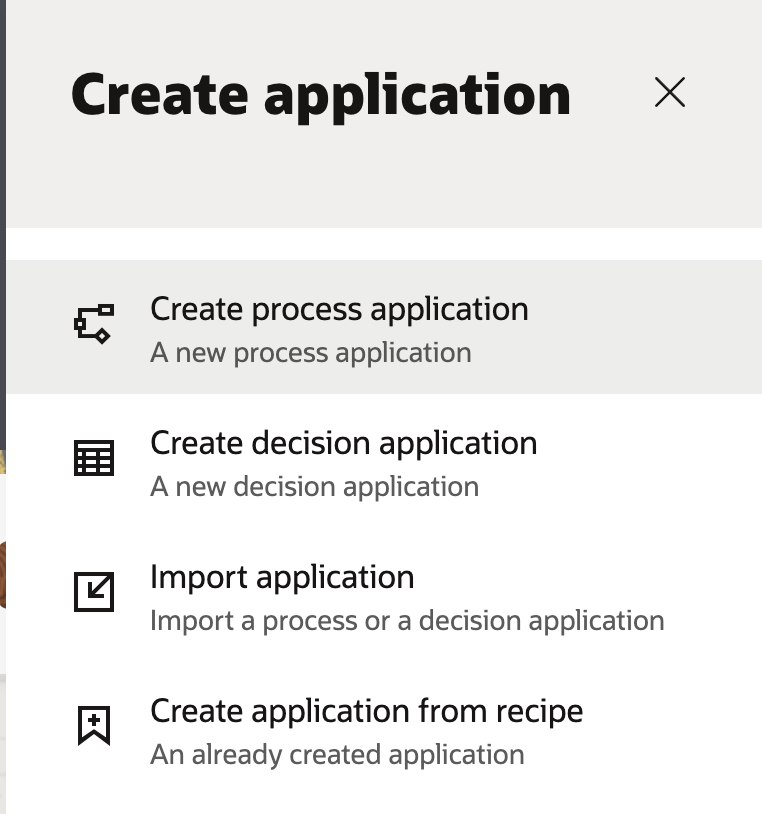 Create application
Create process application
A new process application
Create decision application
A new decision application
Import application
Import a process or a decision application
Create application from recipe
An already created application